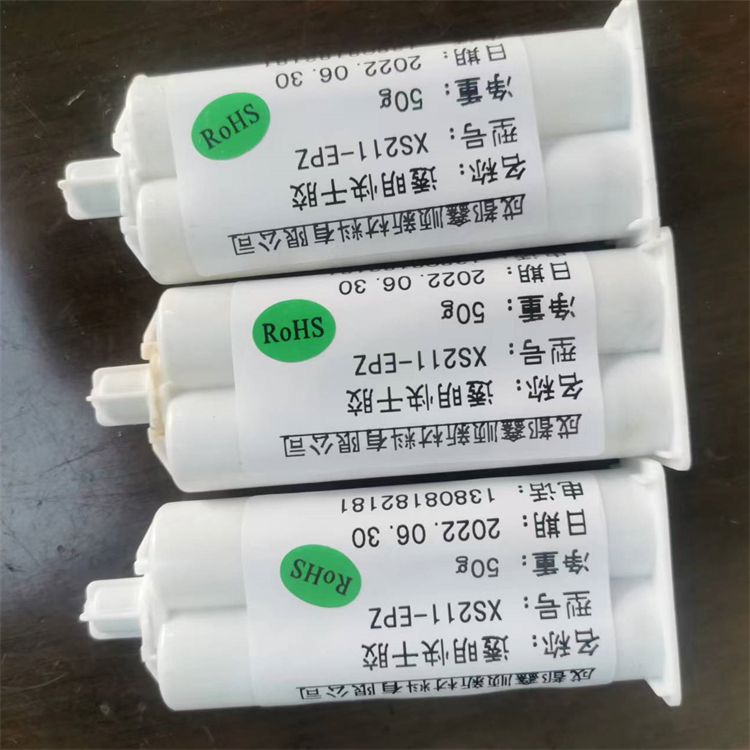 成都鑫顺新材料有限公司
名称：透明快干胶
型号：XS211-EPZ
净重：50g
日期：2022.06.30
13808182181
RoHS
成都鑫顺新材料有限公司
名称：透明快干胶
型号：XS211-EPZ
净重：50g
日期：2022.06.30
RoHS
成都鑫顺新材料有限公司
名称：透明快干胶
型号：XS211-EPZ
净重：50g
日期：2022.06.30
电话：13808182181
RoHS